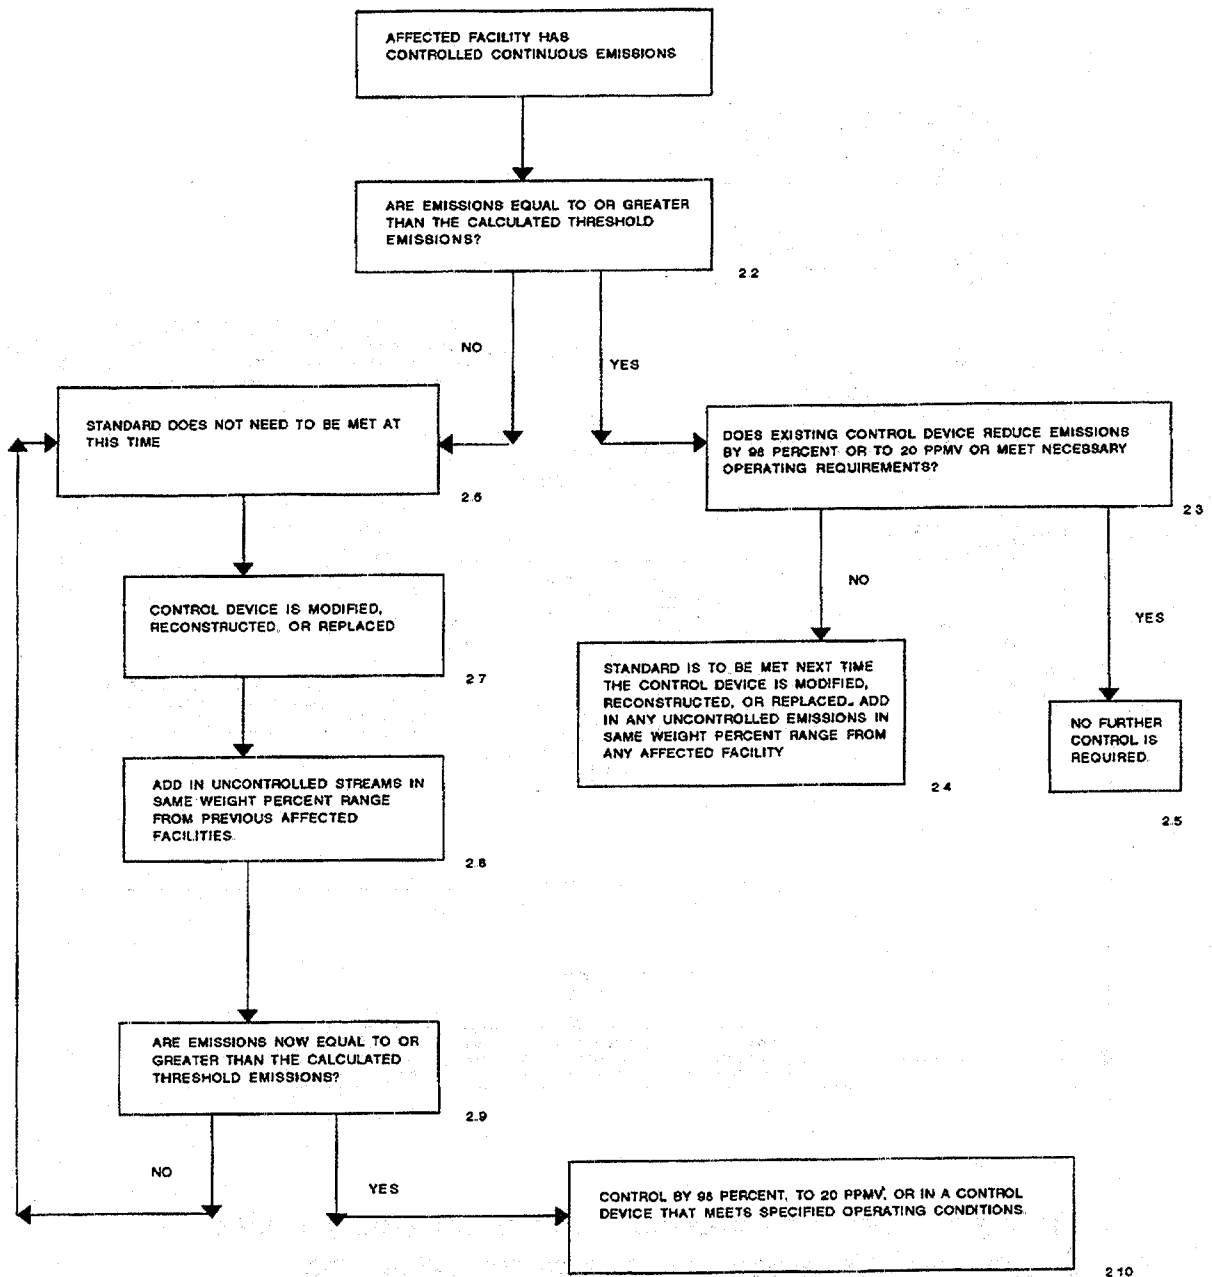 AFFECTED FACILITY HAS
CONTROLLED CONTINUOUS EMISSIONS
ARE EMISSIONS EQUAL TO OR GREATER
THAN THE CALCULATED THRESHOLD
EMISSIONS?
2.2
NO
YES
STANDARD DOES NOT NEED TO BE MET AT
THIS TIME
2.6
DOES EXISTING CONTROL DEVICE REDUCE EMISSIONS
BY 98 PERCENT OR TO 20 PPMV OR MEET NECESSARY
OPERATING REQUIREMENTS?
2.3
CONTROL DEVICE IS MODIFIED,
RECONSTRUCTED, OR REPLACED
2.7
NO
YES
STANDARD IS TO BE MET NEXT TIME
THE CONTROL DEVICE IS MODIFIED,
RECONSTRUCTED, OR REPLACED. ADD
IN ANY UNCONTROLLED EMISSIONS IN
SAME WEIGHT PERCENT RANGE FROM
ANY AFFECTED FACILITY
2.4
NO FURTHER
CONTROL IS
REQUIRED.
2.5
ADD IN UNCONTROLLED STREAMS IN
SAME WEIGHT PERCENT RANGE
FROM PREVIOUS AFFECTED
FACILITIES.
2.8
ARE EMISSIONS NOW EQUAL TO OR
GREATER THAN THE CALCULATED
THRESHOLD EMISSIONS?
2.9
NO
YES
CONTROL BY 98 PERCENT, TO 20 PPMV, OR IN A CONTROL
DEVICE THAT MEETS SPECIFIED OPERATING CONDITIONS.
2.10